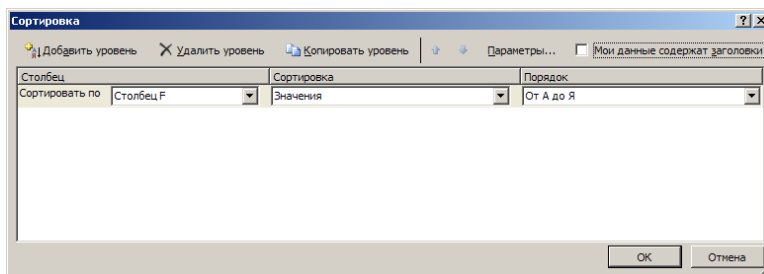 Сортировка
Добавить уровень Удалить уровень Копировать уровень Параметры... Мои данные содержат заголовки
Столбец Сортировка Порядок
Сортировать по Столбец F Значения От А до Я
ОК Отмена